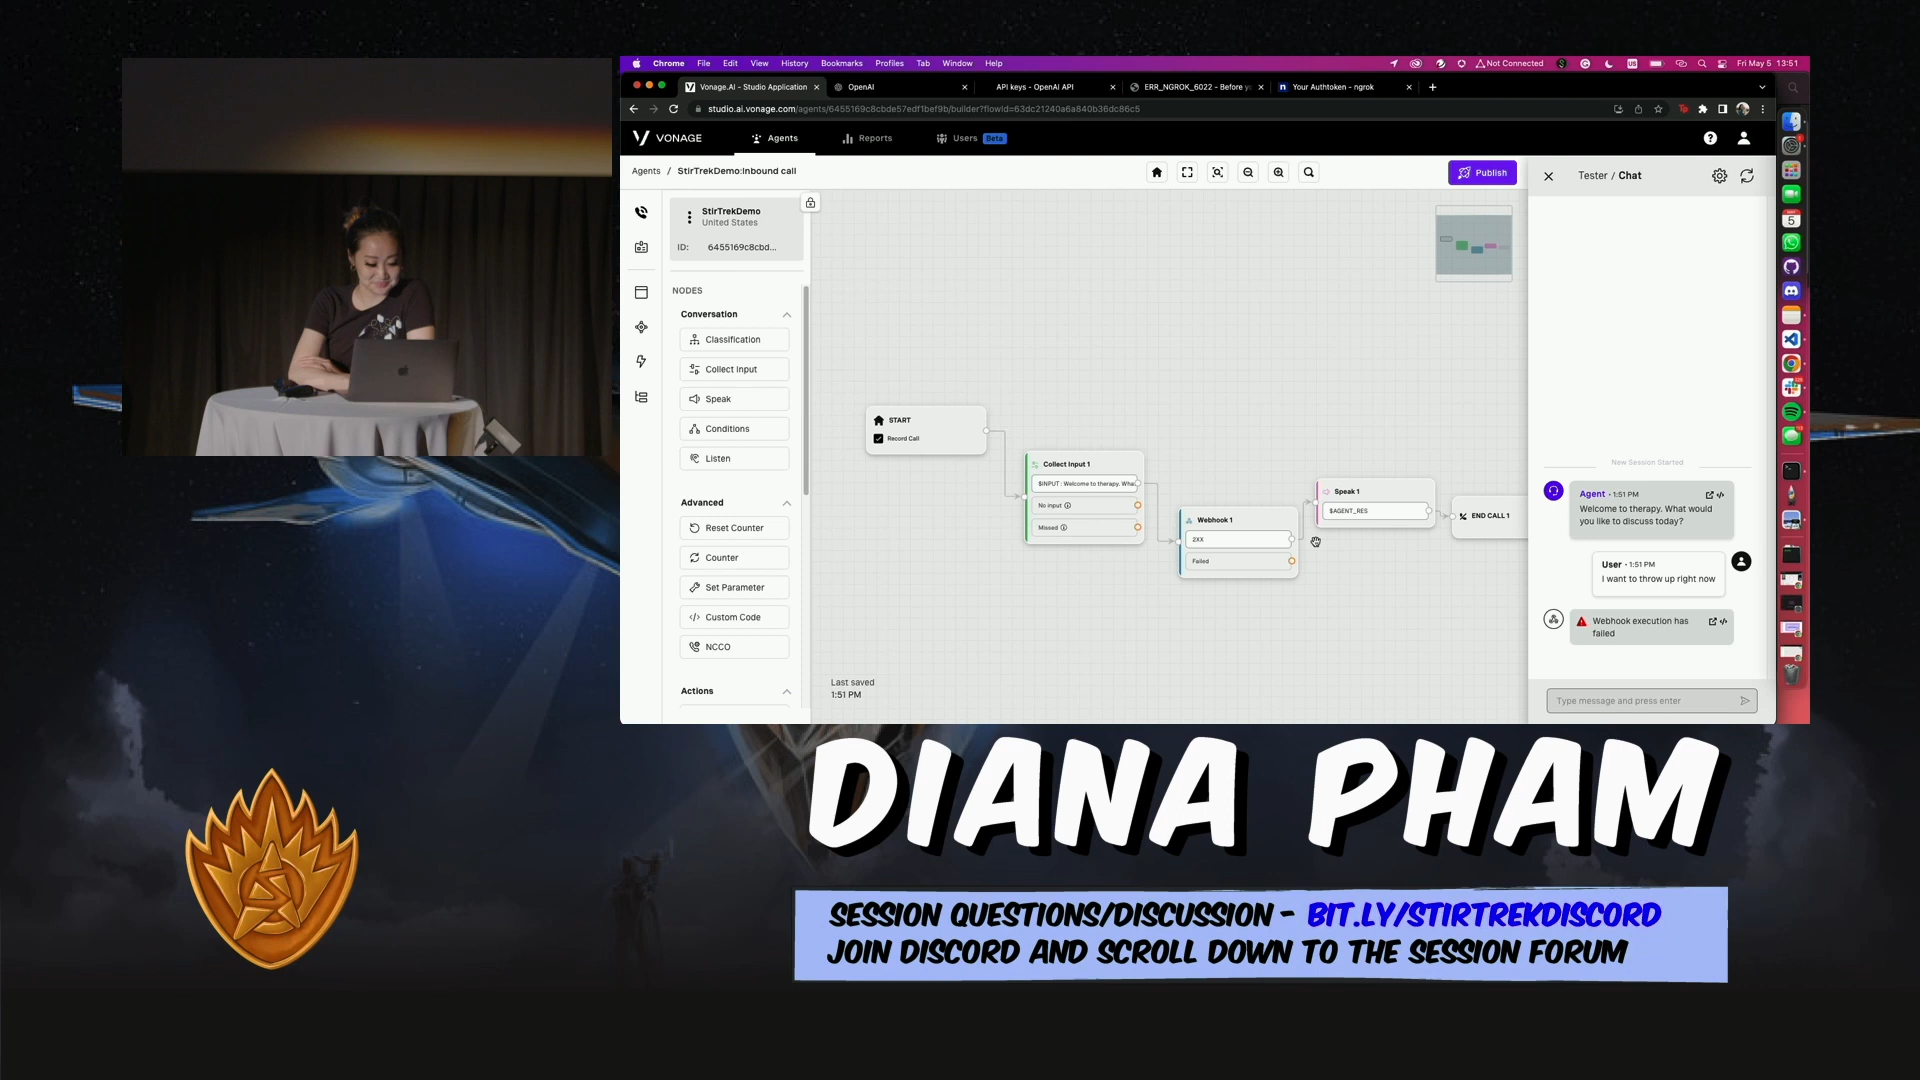 Chrome File Edit View History Bookmarks Profiles Tab Window Help
Not Connected
US
Fri May 5 13:51
Vonage.AI - Studio Application
OpenAI
API keys - OpenAI API
ERR_NGROK_6022 - Before y
Your Authtoken - ngrok
studio.ai.vonage.com/agents/6455169c8cbde57edf1bef9b/builder?flowId=63dc21240a6a840b36dc86c5
VONAGE
Agents
Reports
Users Beta
Agents / StirTrekDemo:Inbound call
Publish
Tester / Chat
StirTrekDemo
United States
ID: 6455169c8cbd...
NODES
Conversation
Classification
Collect Input
Speak
Conditions
Listen
Advanced
Reset Counter
Counter
Set Parameter
Custom Code
NCCO
Actions
START
Record Call
Collect Input 1
$INPUT : Welcome to therapy. Wha
No input
Missed
Webhook 1
2XX
Failed
Speak 1
$AGENT_RES
END CALL 1
Last saved
1:51 PM
New Session Started
Agent • 1:51 PM
Welcome to therapy. What would
you like to discuss today?
User • 1:51 PM
I want to throw up right now
Webhook execution has
failed
Type message and press enter
DIANA PHAM
SESSION QUESTIONS/DISCUSSION - BIT.LY/STIRTREKDISCORD
JOIN DISCORD AND SCROLL DOWN TO THE SESSION FORUM